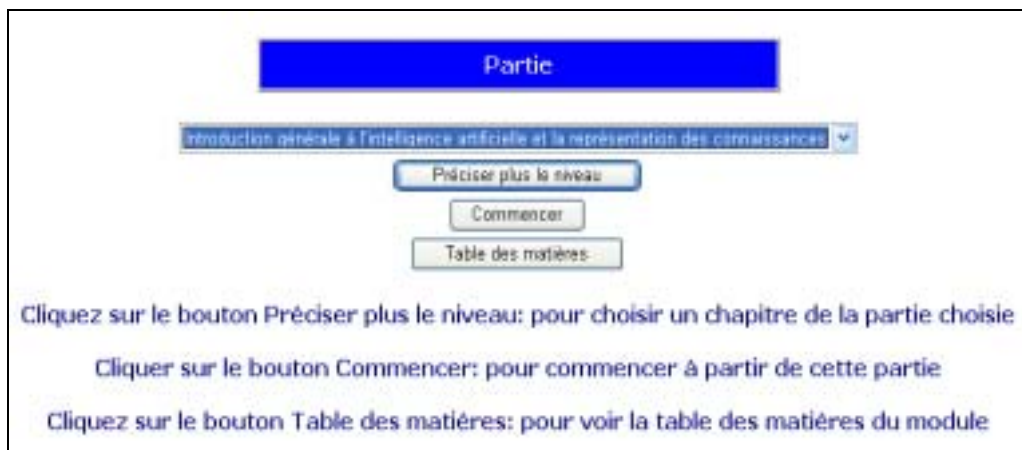 Partie
Introduction générale à l'intelligence artificielle et la représentation des connaissances
Préciser plus le niveau
Commencer
Table des matières
Cliquez sur le bouton Préciser plus le niveau: pour choisir un chapitre de la partie choisie
Cliquer sur le bouton Commencer: pour commencer à partir de cette partie
Cliquez sur le bouton Table des matières: pour voir la table des matières du module